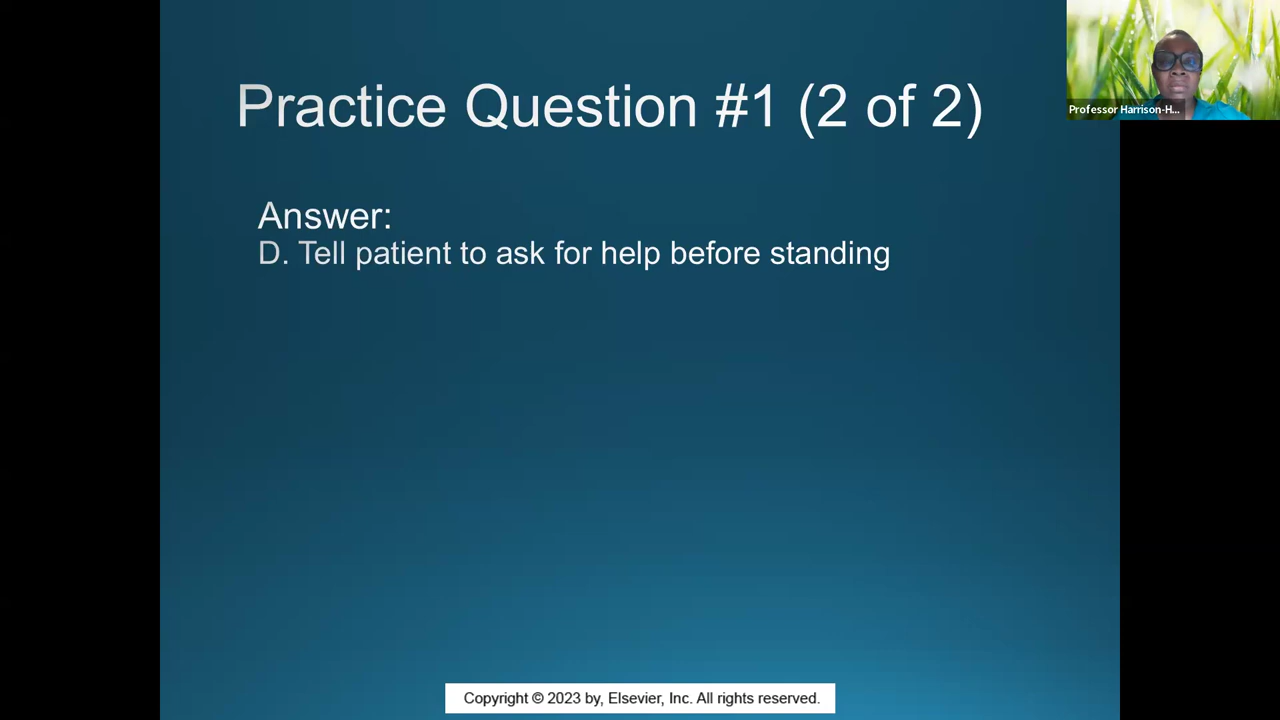 Practice Question #1 (2 of 2)
Professor Harrison-H...
Answer:
D. Tell patient to ask for help before standing
Copyright © 2023 by, Elsevier, Inc. All rights reserved.